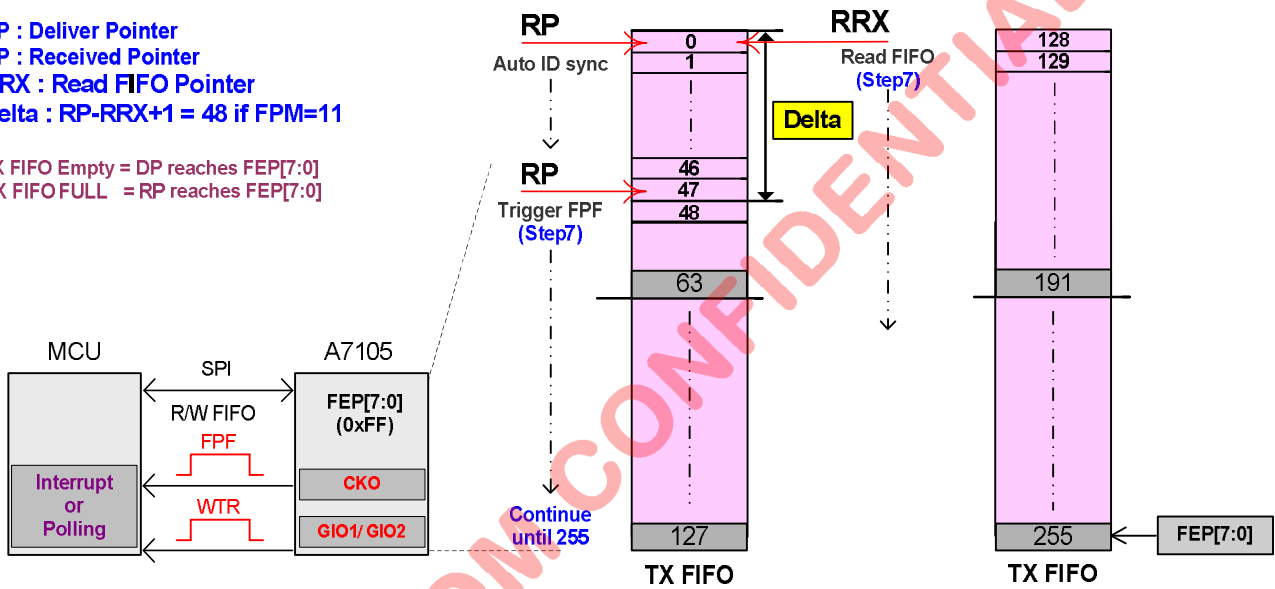 P : Deliver Pointer
P : Received Pointer
RX : Read FIFO Pointer
elta : RP-RRX+1 = 48 if FPM=11
X FIFO Empty = DP reaches FEP[7:0]
X FIFO FULL = RP reaches FEP[7:0]
RP
Auto ID sync
RP
Trigger FPF
(Step7)
Continue
until 255
0
1
46
47
48
63
127
TX FIFO
Delta
RRX
Read FIFO
(Step7)
128
129
191
255
TX FIFO
FEP[7:0]
MCU
Interrupt
or
Polling
SPI
R/W FIFO
FPF
WTR
A7105
FEP[7:0]
(0xFF)
CKO
GIO1/ GIO2
OM CONFIDENTIA